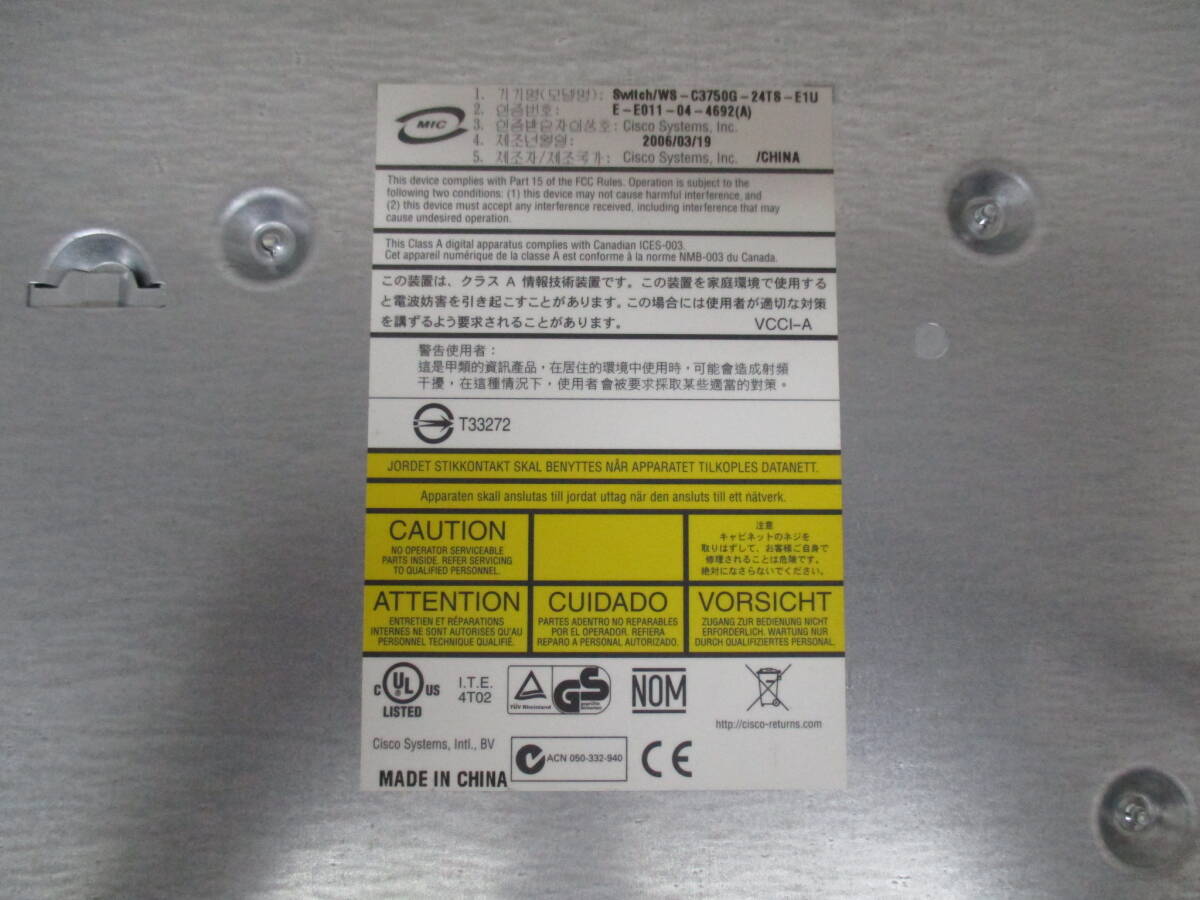 MIC
1. 기기명(모델명): Switch/WS-C3750G-24TS-E1U
2. 인증번호: E-E011-04-4692(A)
3. 인증받은자의상호: Cisco Systems, Inc.
4. 제조년월일: 2006/03/19
5. 제조자/제조국가: Cisco Systems, Inc. /CHINA
This device complies with Part 15 of the FCC Rules. Operation is subject to the
following two conditions: (1) this device may not cause harmful interference, and
(2) this device must accept any interference received, including interference that may
cause undesired operation.
This Class A digital apparatus complies with Canadian ICES-003.
Cet appareil numérique de la classe A est conforme à la norme NMB-003 du Canada.
この装置は、クラス A 情報技術装置です。この装置を家庭環境で使用する
と電波妨害を引き起こすことがあります。この場合には使用者が適切な対策
を講ずるよう要求されることがあります。 VCCI-A
警告使用者：
這是甲類的資訊產品，在居住的環境中使用時，可能會造成射頻
干擾，在這種情況下，使用者會被要求採取某些適當的對策。
T33272
JORDET STIKKONTAKT SKAL BENYTTES NÅR APPARATET TILKOPLES DATANETT.
Apparaten skall anslutas till jordat uttag när den ansluts till ett nätverk.
CAUTION
NO OPERATOR SERVICEABLE
PARTS INSIDE. REFER SERVICING
TO QUALIFIED PERSONNEL.
注意
キャビネットのネジを
取りはずして、お客様ご自身で
修理されることは危険です。
絶対になさらないでください。
ATTENTION
ENTRETIEN ET RÉPARATIONS
INTERNES NE SONT AUTORISÉS QU'AU
PERSONNEL TECHNIQUE QUALIFIÉ.
CUIDADO
PARTES ADENTRO NO REPARABLES
POR EL OPERADOR. REFIERA
REPARO A PERSONAL AUTORIZADO.
VORSICHT
ZUGANG ZUR BEDIENUNG NICHT
ERFORDERLICH. WARTUNG NUR
DURCH QUALIFIZIERTES PERSONAL.
C UL US
LISTED
I.T.E.
4T02
TÜV Rheinland
GS
geprüfte
Sicherheit
NOM
http://cisco-returns.com
Cisco Systems, Intl., BV
ACN 050-332-940
CE
MADE IN CHINA